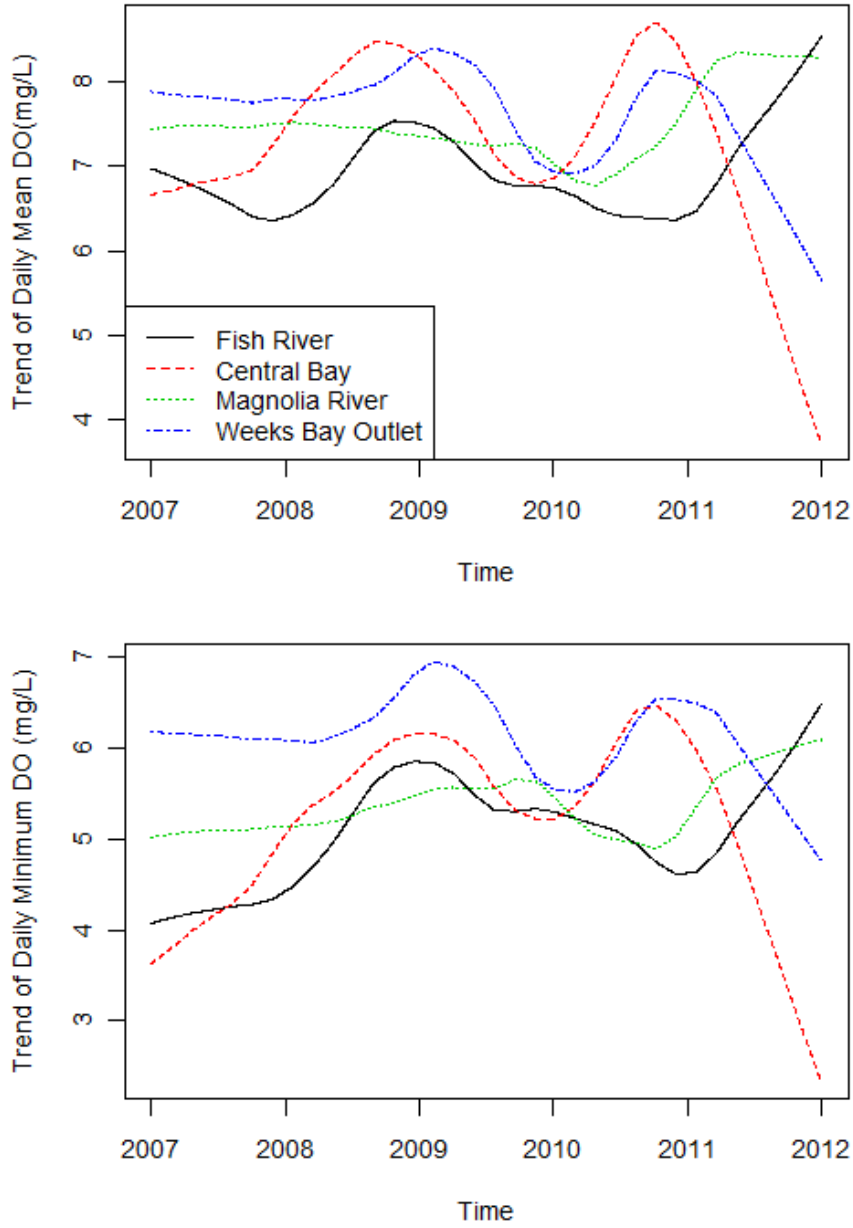 Trend of Daily Mean DO(mg/L)
8
7
6
5
4
Fish River
Central Bay
Magnolia River
Weeks Bay Outlet
2007 2008 2009 2010 2011 2012
Time
Trend of Daily Minimum DO (mg/L)
7
6
5
4
3
2007 2008 2009 2010 2011 2012
Time